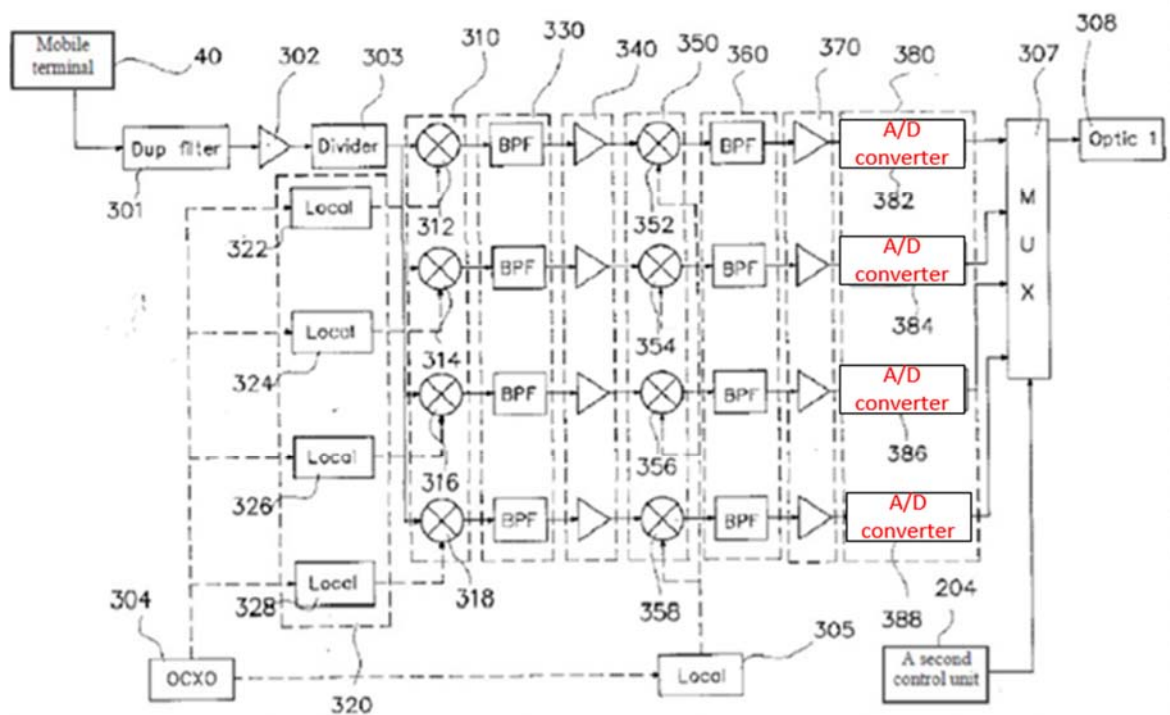 Mobile
terminal
40
302
303
310
330
340
350
360
370
380
307
308
Dup filter
Divider
BPF
BPF
A/D
converter
M
U
X
Optic 1
301
Local
322
312
352
382
BPF
BPF
A/D
converter
Local
324
314
354
384
BPF
BPF
A/D
converter
Local
326
316
356
386
BPF
BPF
A/D
converter
Local
328
318
358
388
204
304
OCXO
320
Local
305
A second
control unit